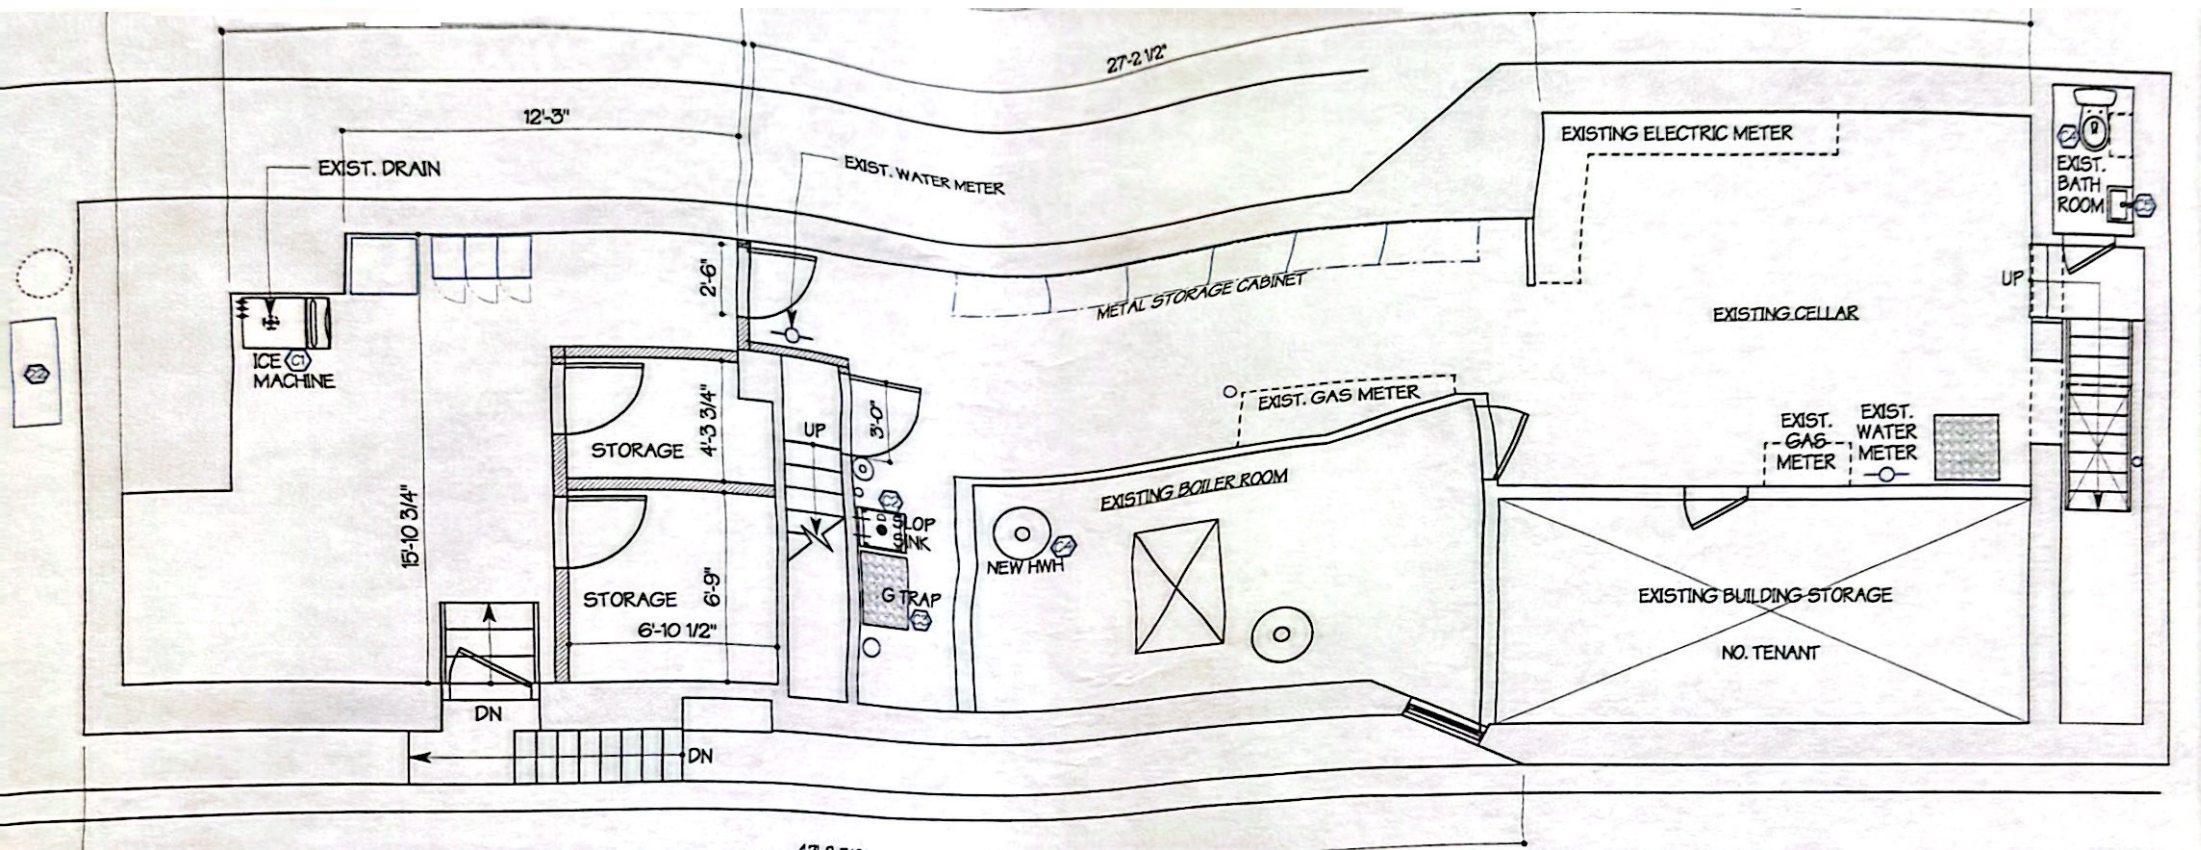 27'-2 1/2"
12'-3"
EXIST. DRAIN
EXIST. WATER METER
EXISTING ELECTRIC METER
EXIST.
BATH
ROOM
2'-6"
METAL STORAGE CABINET
UP
EXISTING CELLAR
ICE C1
MACHINE
EXIST. GAS METER
3'-0"
4'-3 3/4"
UP
STORAGE
EXIST.
GAS
METER
EXIST.
WATER
METER
15'-10 3/4"
EXISTING BOILER ROOM
SLOP
SINK
NEW HWH
STORAGE
6'-9"
G TRAP
6'-10 1/2"
EXISTING BUILDING STORAGE
NO. TENANT
DN
DN